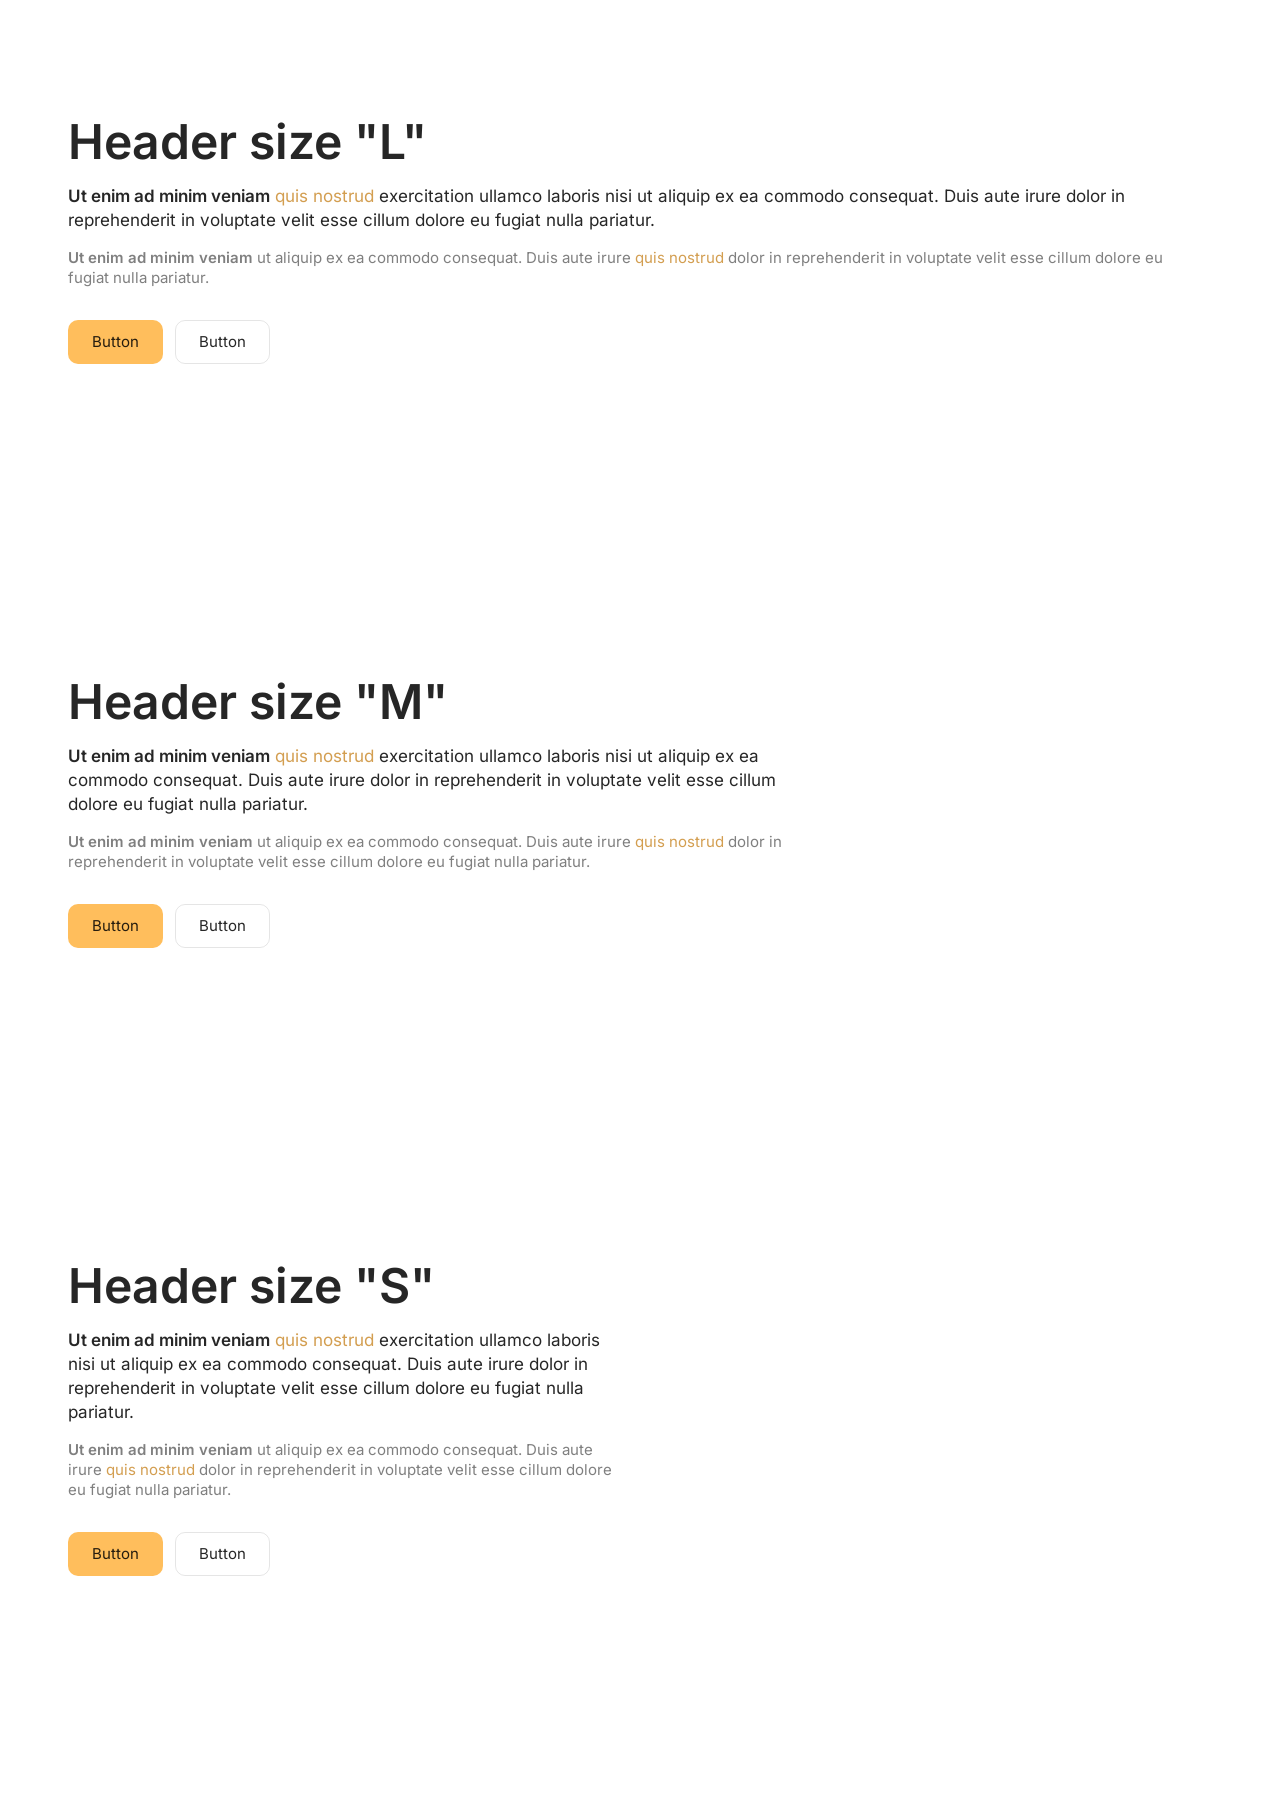 Header size "L"
Ut enim ad minim veniam quis nostrud exercitation ullamco laboris nisi ut aliquip ex ea commodo consequat. Duis aute irure dolor in
reprehenderit in voluptate velit esse cillum dolore eu fugiat nulla pariatur.
Ut enim ad minim veniam ut aliquip ex ea commodo consequat. Duis aute irure quis nostrud dolor in reprehenderit in voluptate velit esse cillum dolore eu
fugiat nulla pariatur.
Button Button
Header size "M"
Ut enim ad minim veniam quis nostrud exercitation ullamco laboris nisi ut aliquip ex ea
commodo consequat. Duis aute irure dolor in reprehenderit in voluptate velit esse cillum
dolore eu fugiat nulla pariatur.
Ut enim ad minim veniam ut aliquip ex ea commodo consequat. Duis aute irure quis nostrud dolor in
reprehenderit in voluptate velit esse cillum dolore eu fugiat nulla pariatur.
Button Button
Header size "S"
Ut enim ad minim veniam quis nostrud exercitation ullamco laboris
nisi ut aliquip ex ea commodo consequat. Duis aute irure dolor in
reprehenderit in voluptate velit esse cillum dolore eu fugiat nulla
pariatur.
Ut enim ad minim veniam ut aliquip ex ea commodo consequat. Duis aute
irure quis nostrud dolor in reprehenderit in voluptate velit esse cillum dolore
eu fugiat nulla pariatur.
Button Button